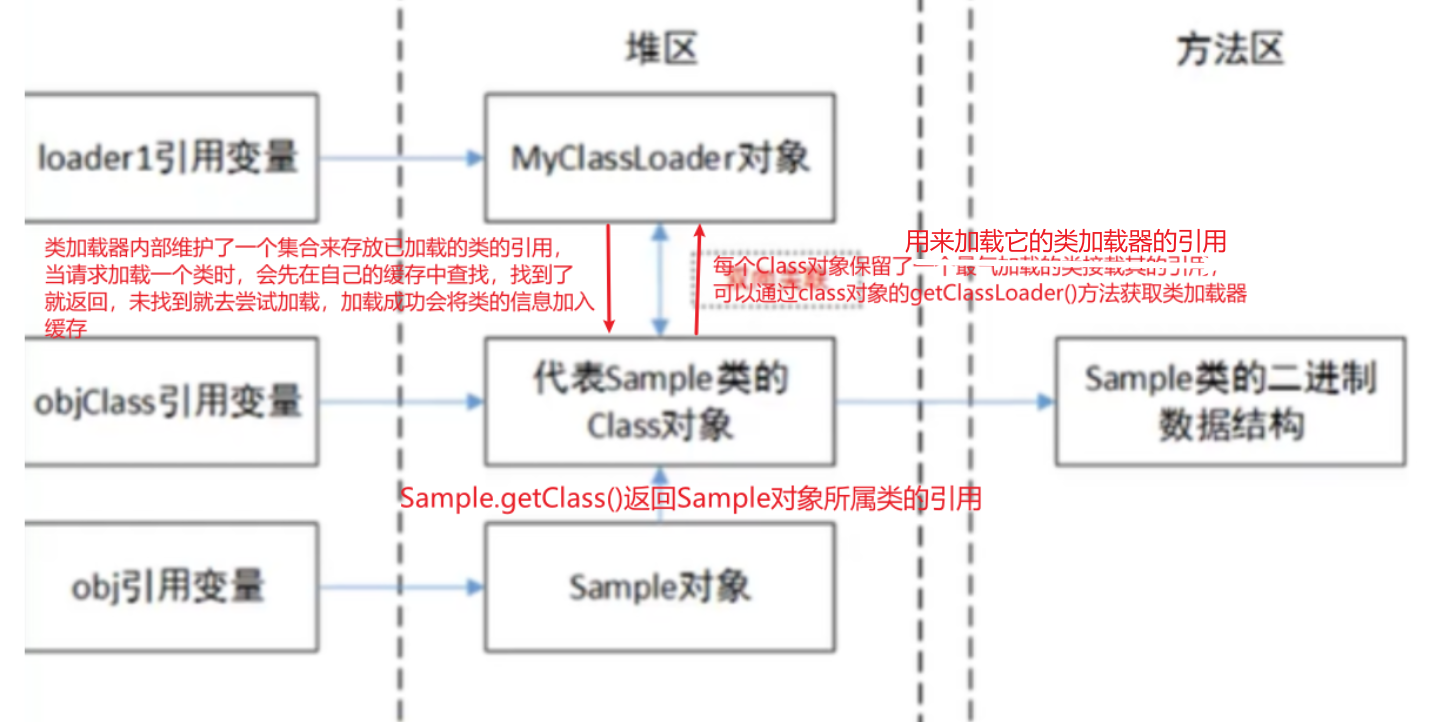 堆区
方法区
loader1引用变量
MyClassLoader对象
类加载器内部维护了一个集合来存放已加载的类的引用，
当请求加载一个类时，会先在自己的缓存中查找，找到了
就返回，未找到就去尝试加载，加载成功会将类的信息加入
缓存
用来加载它的类加载器的引用
每个Class对象保留了一个
可以通过class对象的getClassLoader()方法获取类加载器
objClass引用变量
代表Sample类的
Class对象
Sample类的二进制
数据结构
Sample.getClass()返回Sample对象所属类的引用
obj引用变量
Sample对象